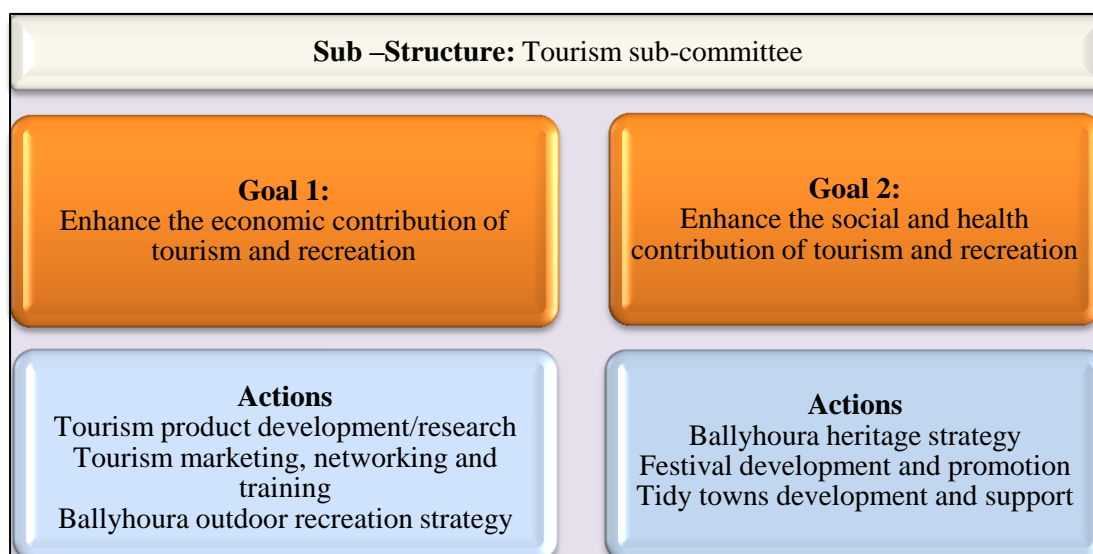 Sub –Structure: Tourism sub-committee
Goal 1:
Enhance the economic contribution of
tourism and recreation
Goal 2:
Enhance the social and health
contribution of tourism and recreation
Actions
Tourism product development/research
Tourism marketing, networking and
training
Ballyhoura outdoor recreation strategy
Actions
Ballyhoura heritage strategy
Festival development and promotion
Tidy towns development and support